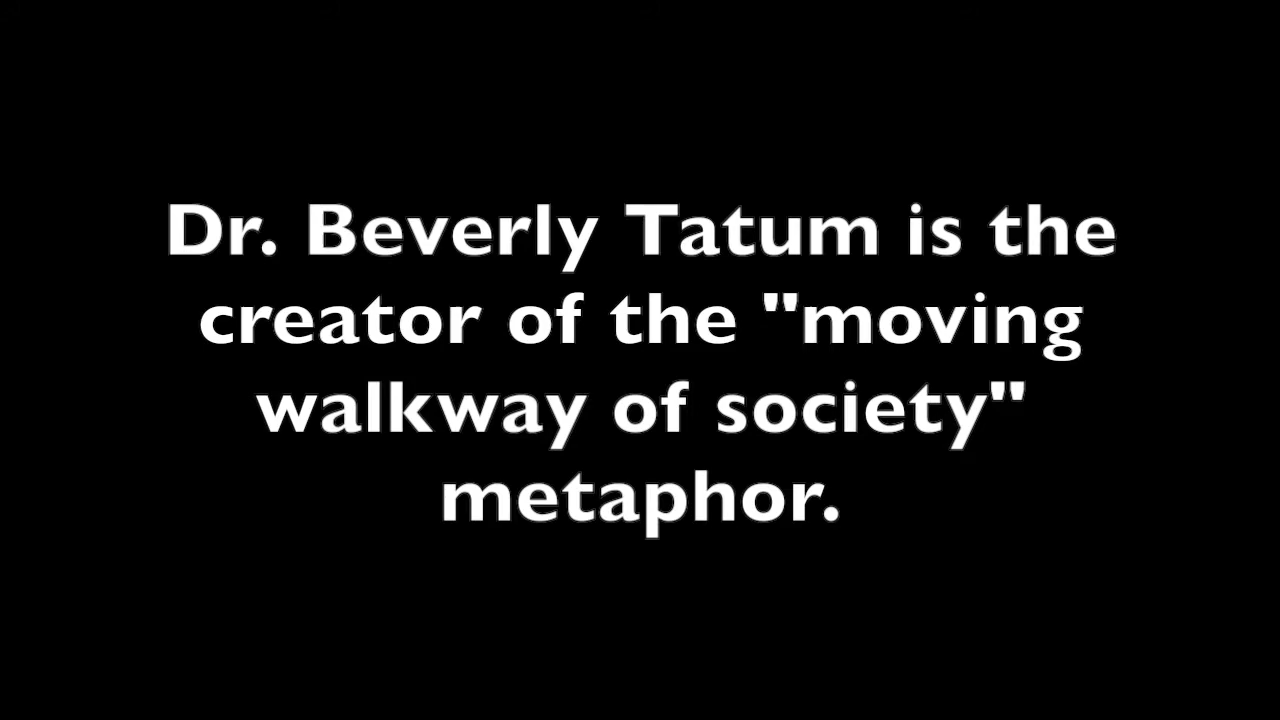 Dr. Beverly Tatum is the
creator of the "moving
walkway of society"
metaphor.